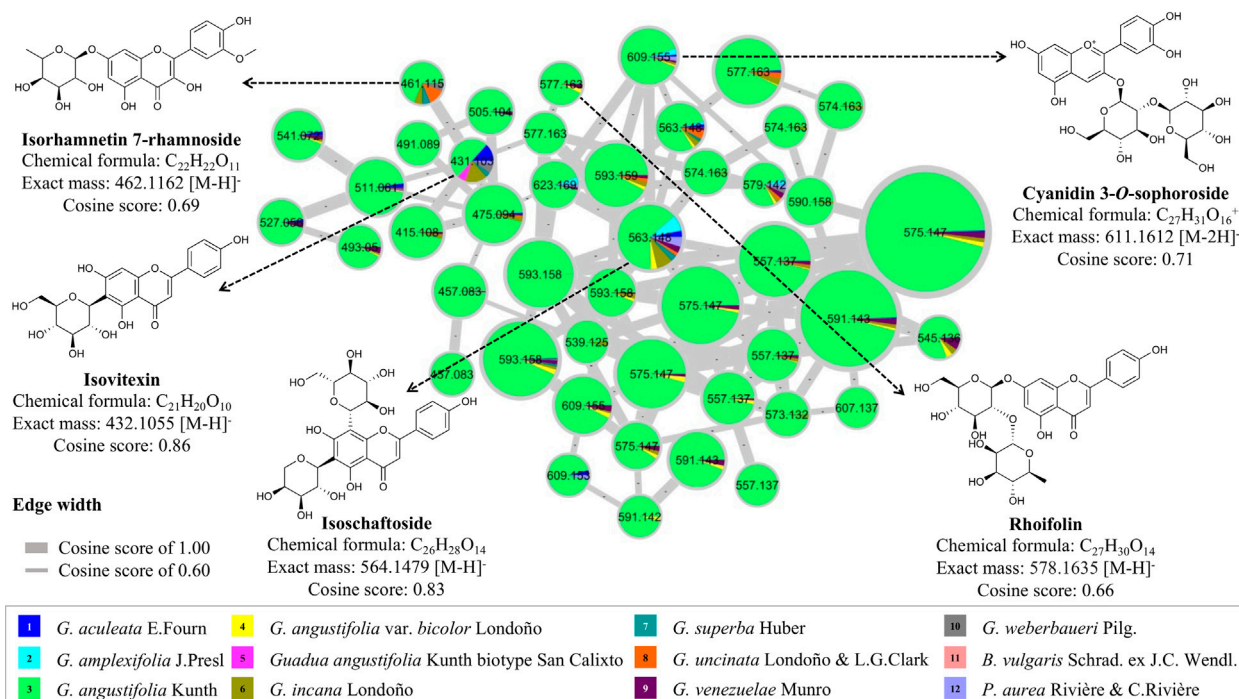 Isorhamnetin 7-rhamnoside
Chemical formula: C₂₂H₂₂O₁₁
Exact mass: 462.1162 [M-H]⁻
Cosine score: 0.69
Isovitexin
Chemical formula: C₂₁H₂₀O₁₀
Exact mass: 432.1055 [M-H]⁻
Cosine score: 0.86
Isoschaftoside
Chemical formula: C₂₆H₂₈O₁₄
Exact mass: 564.1479 [M-H]⁻
Cosine score: 0.83
Cyanidin 3-O-sophoroside
Chemical formula: C₂₇H₃₁O₁₆⁺
Exact mass: 611.1612 [M-2H]⁻
Cosine score: 0.71
Rhoifolin
Chemical formula: C₂₇H₃₀O₁₄
Exact mass: 578.1635 [M-H]⁻
Cosine score: 0.66
609.155
577.163
461.115
577.163
505.104
574.163
541.072
563.148
574.163
577.163
491.089
431.103
593.159
574.163
579.142
511.061
623.169
590.158
475.094
527.056
415.108
563.148
575.147
493.05
557.137
593.158
457.083
593.158
575.147
591.143
545.136
539.125
593.158
557.137
457.083
575.147
557.137
609.155
573.132
607.137
575.147
591.143
609.153
557.137
591.142
Edge width
Cosine score of 1.00
Cosine score of 0.60
1 G. aculeata E.Fourn
2 G. amplexifolia J.Presl
3 G. angustifolia Kunth
4 G. angustifolia var. bicolor Londoño
5 Guadua angustifolia Kunth biotype San Calixto
6 G. incana Londoño
7 G. superba Huber
8 G. uncinata Londoño & L.G.Clark
9 G. venezuelae Munro
10 G. weberbaueri Pilg.
11 B. vulgaris Schrad. ex J.C. Wendl.
12 P. aurea Rivière & C.Rivière